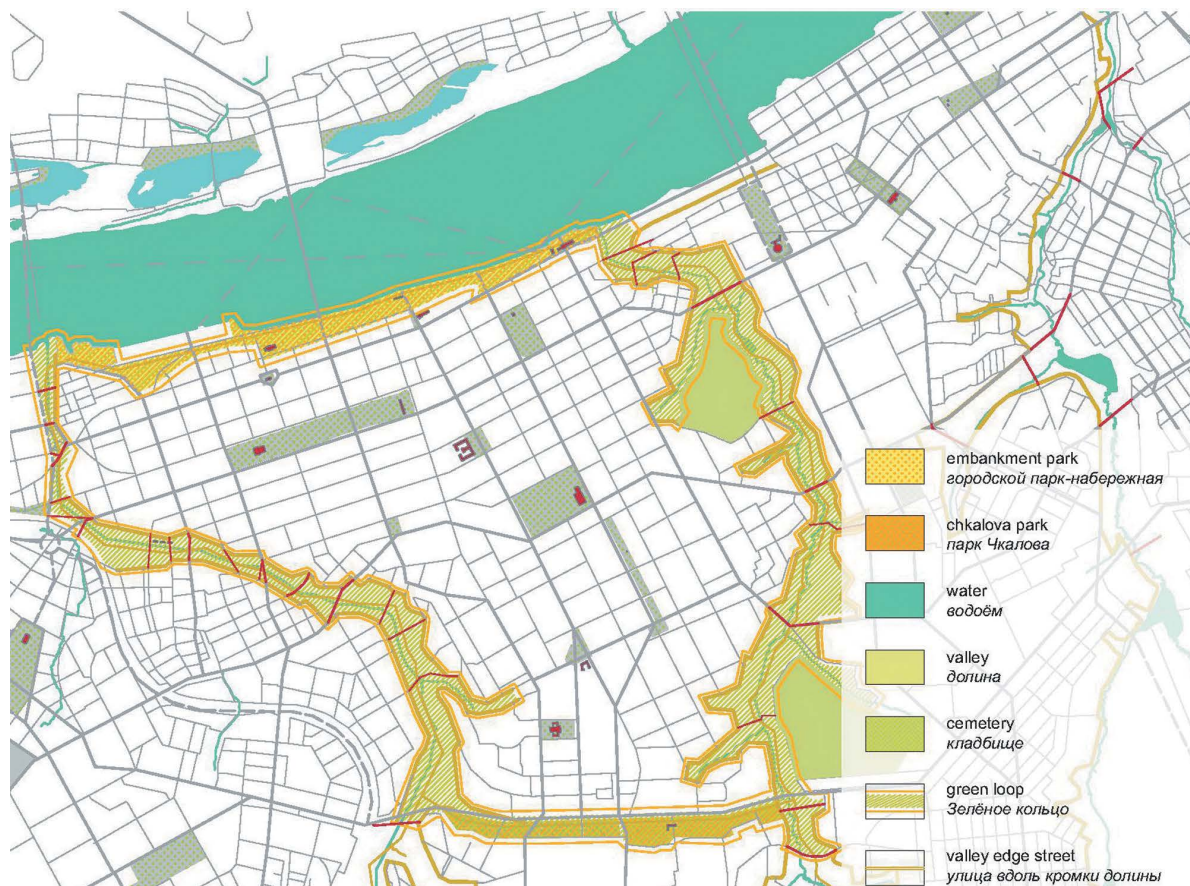 embankment park
городской парк-набережная
chkalova park
парк Чкалова
water
водоём
valley
долина
cemetery
кладбище
green loop
Зелёное кольцо
valley edge street
улица вдоль кромки долины